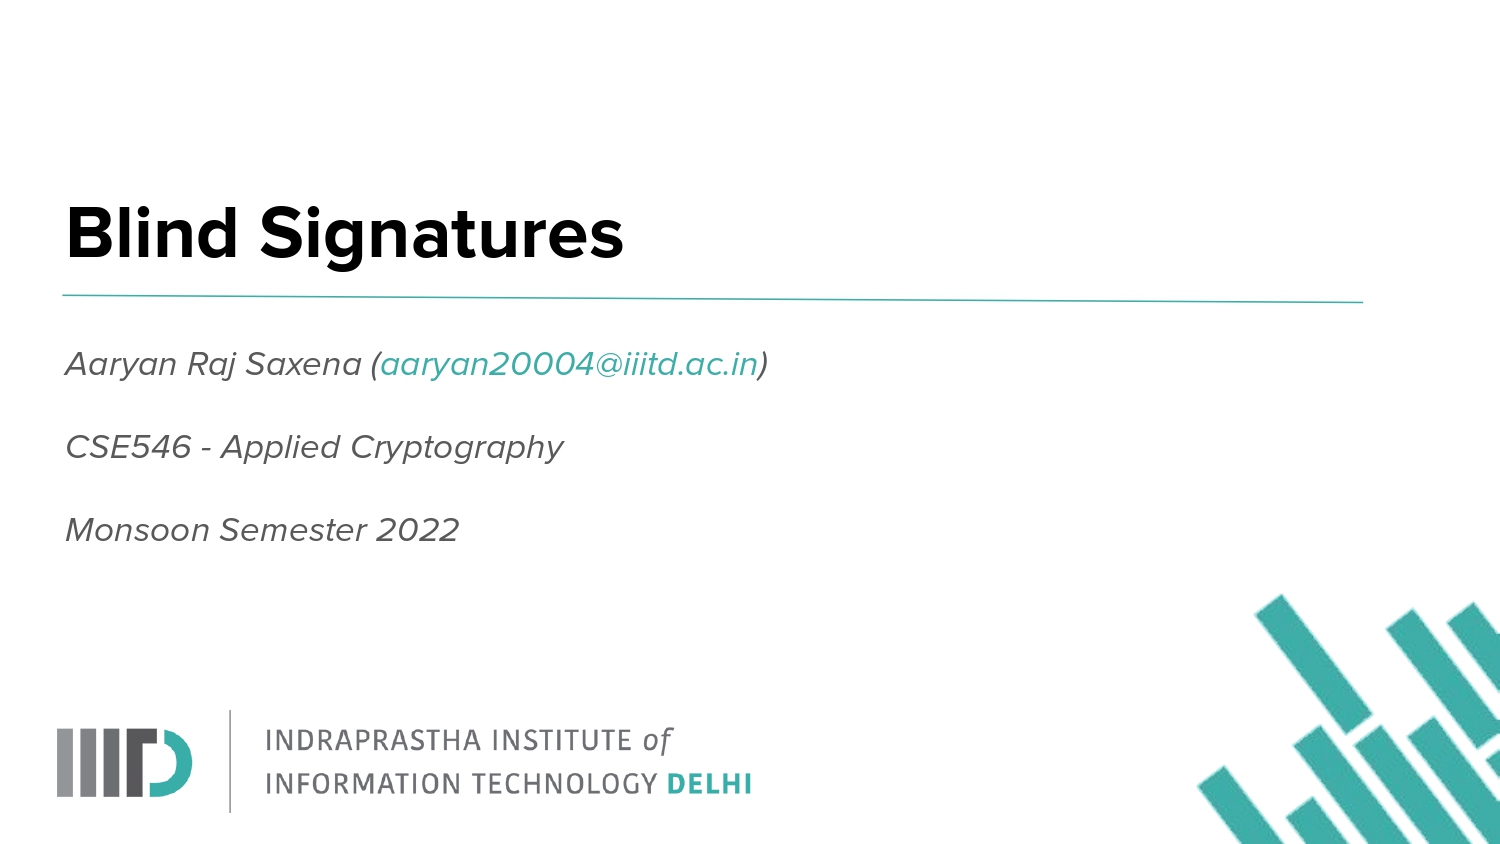 Blind Signatures
Aaryan Raj Saxena (aaryan20004@iiitd.ac.in)
CSE546 - Applied Cryptography
Monsoon Semester 2022
IIITD
INDRAPRASTHA INSTITUTE of
INFORMATION TECHNOLOGY DELHI